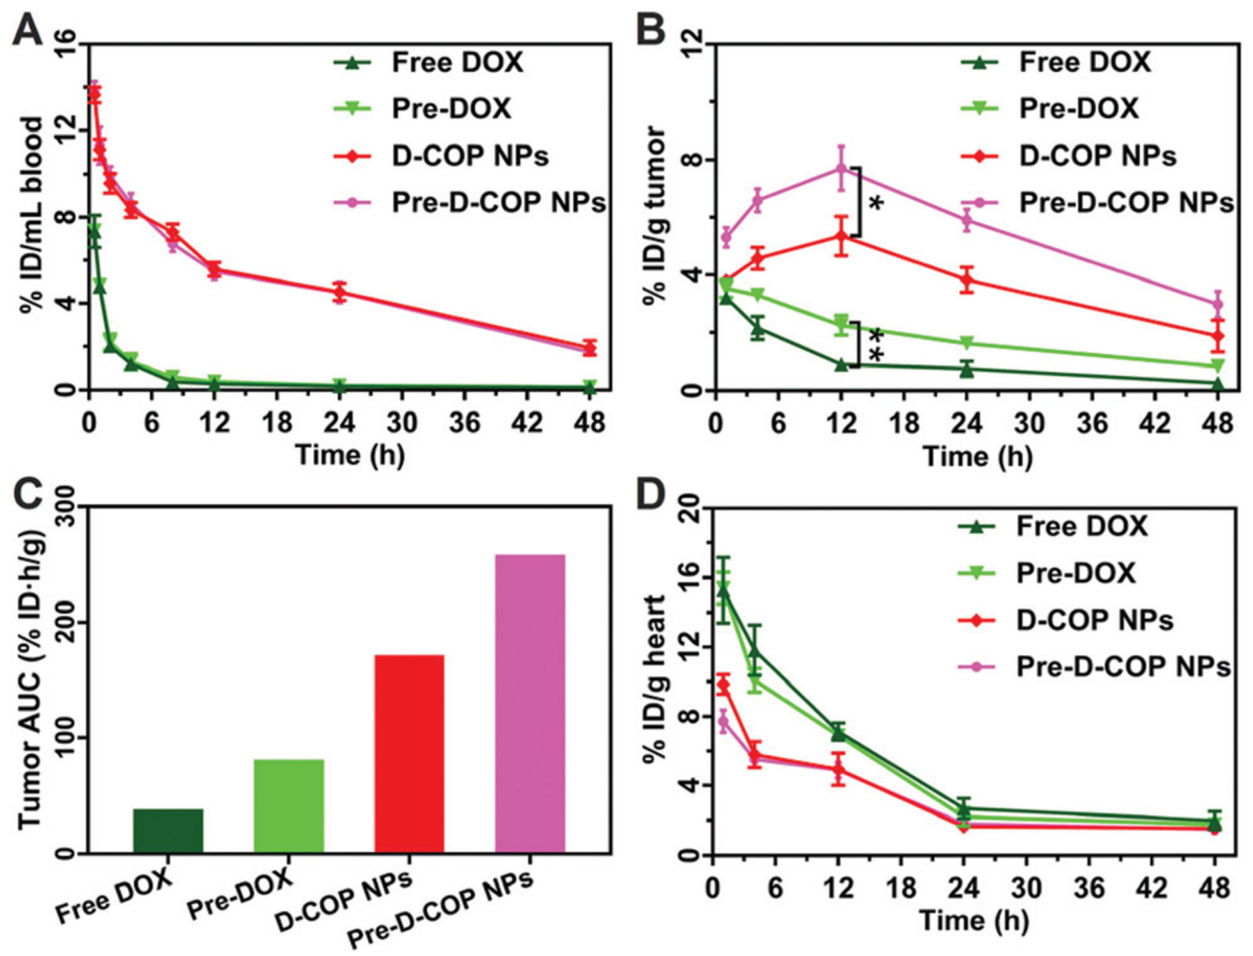 A
% ID/mL blood
16
12
8
4
0
Free DOX
Pre-DOX
D-COP NPs
Pre-D-COP NPs
0 6 12 18 24 30 36 42 48
Time (h)
B
% ID/g tumor
12
8
4
0
Free DOX
Pre-DOX
D-COP NPs
Pre-D-COP NPs
*
**
0 6 12 18 24 30 36 42 48
Time (h)
C
Tumor AUC (% ID·h/g)
300
200
100
0
Free DOX
Pre-DOX
D-COP NPs
Pre-D-COP NPs
D
% ID/g heart
20
16
12
8
4
0
Free DOX
Pre-DOX
D-COP NPs
Pre-D-COP NPs
0 6 12 18 24 30 36 42 48
Time (h)